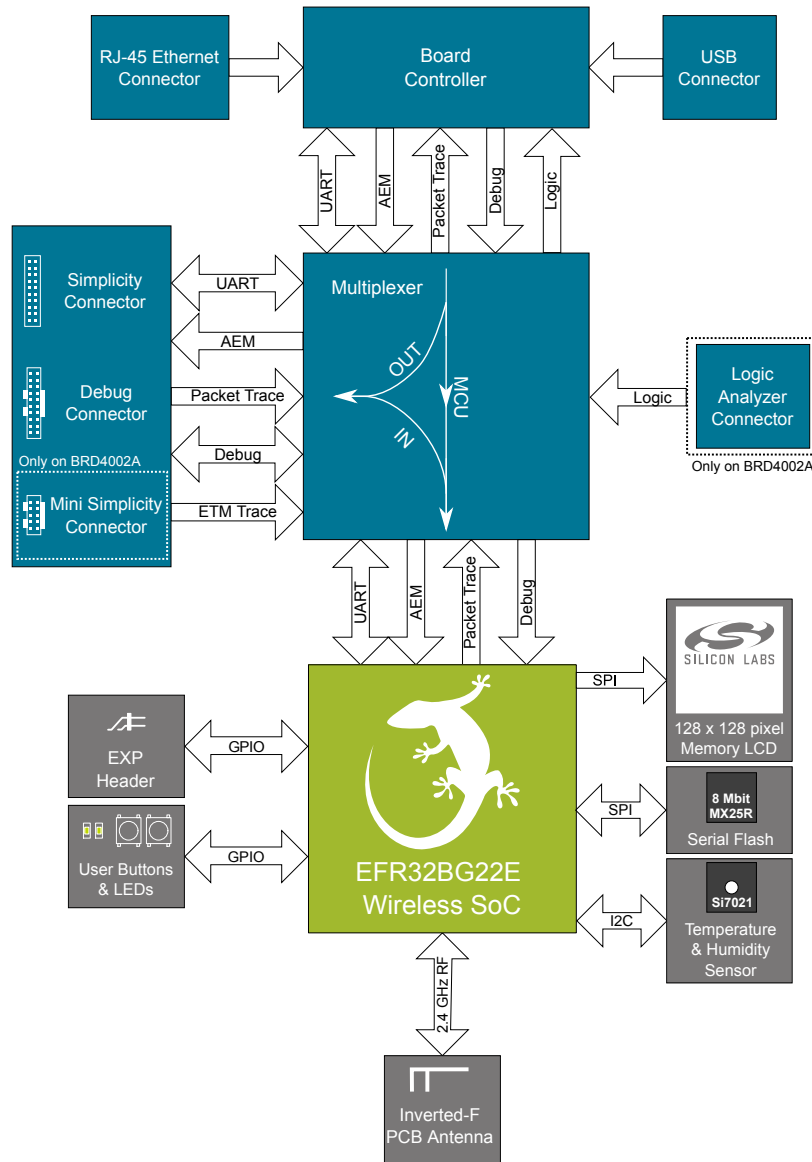 RJ-45 Ethernet
Connector
Board
Controller
USB
Connector
UART
AEM
Packet Trace
Debug
Logic
Simplicity
Connector
Debug
Connector
Only on BRD4002A
Mini Simplicity
Connector
UART
AEM
Packet Trace
Debug
ETM Trace
Multiplexer
OUT
MCU
IN
Logic
Logic
Analyzer
Connector
Only on BRD4002A
UART
AEM
Packet Trace
Debug
EXP
Header
GPIO
User Buttons
& LEDs
GPIO
EFR32BG22E
Wireless SoC
SPI
SILICON LABS
128 x 128 pixel
Memory LCD
SPI
8 Mbit
MX25R
Serial Flash
I2C
Si7021
Temperature
& Humidity
Sensor
2.4 GHz RF
Inverted-F
PCB Antenna